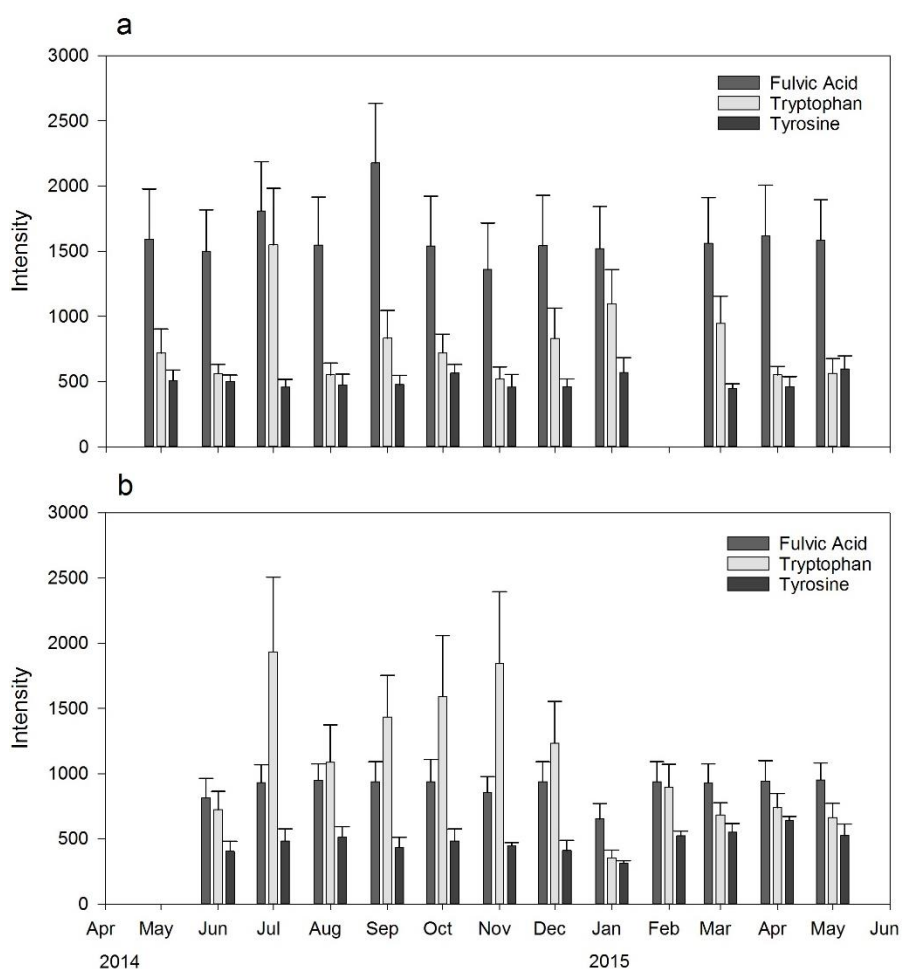 a
3000
2500
2000
1500
1000
500
0
Intensity
Fulvic Acid
Tryptophan
Tyrosine
b
3000
2500
2000
1500
1000
500
0
Intensity
Fulvic Acid
Tryptophan
Tyrosine
Apr May Jun Jul Aug Sep Oct Nov Dec Jan Feb Mar Apr May Jun
2014 2015